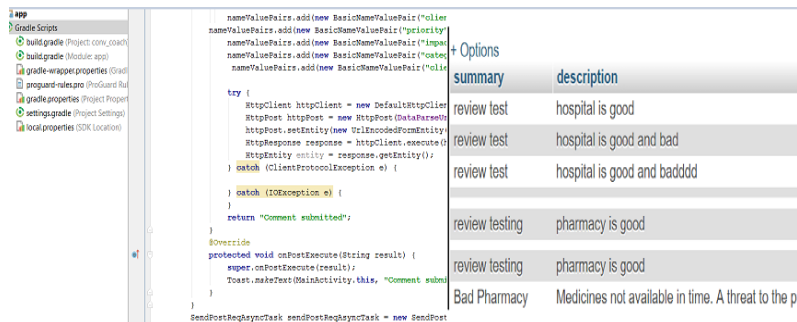 app
Gradle Scripts
build.gradle (Project: conv_coach
build.gradle (Module: app)
gradle-wrapper.properties (Gradl
proguard-rules.pro (ProGuard Rul
gradle.properties (Project Propert
settings.gradle (Project Settings)
local.properties (SDK Location)
nameValuePairs.add(new BasicNameValuePair("clien
nameValuePairs.add(new BasicNameValuePair("priority"
nameValuePairs.add(new BasicNameValuePair("impac
nameValuePairs.add(new BasicNameValuePair("categ
nameValuePairs.add(new BasicNameValuePair("clie
try {
HttpClient httpClient = new DefaultHttpClien
HttpPost httpPost = new HttpPost(DataParseUr
httpPost.setEntity(new UrlEncodedFormEntity(
HttpResponse response = httpClient.execute(h
HttpEntity entity = response.getEntity();
} catch (ClientProtocolException e) {
} catch (IOException e) {
}
return "Comment submitted";
}
@Override
protected void onPostExecute(String result) {
super.onPostExecute(result);
Toast.makeText(MainActivity.this, "Comment submi
}
}
SendPostReqAsyncTask sendPostReqAsyncTask = new SendPost
+ Options
summary description
review test hospital is good
review test hospital is good and bad
review test hospital is good and badddd
review testing pharmacy is good
review testing pharmacy is good
Bad Pharmacy Medicines not available in time. A threat to the p